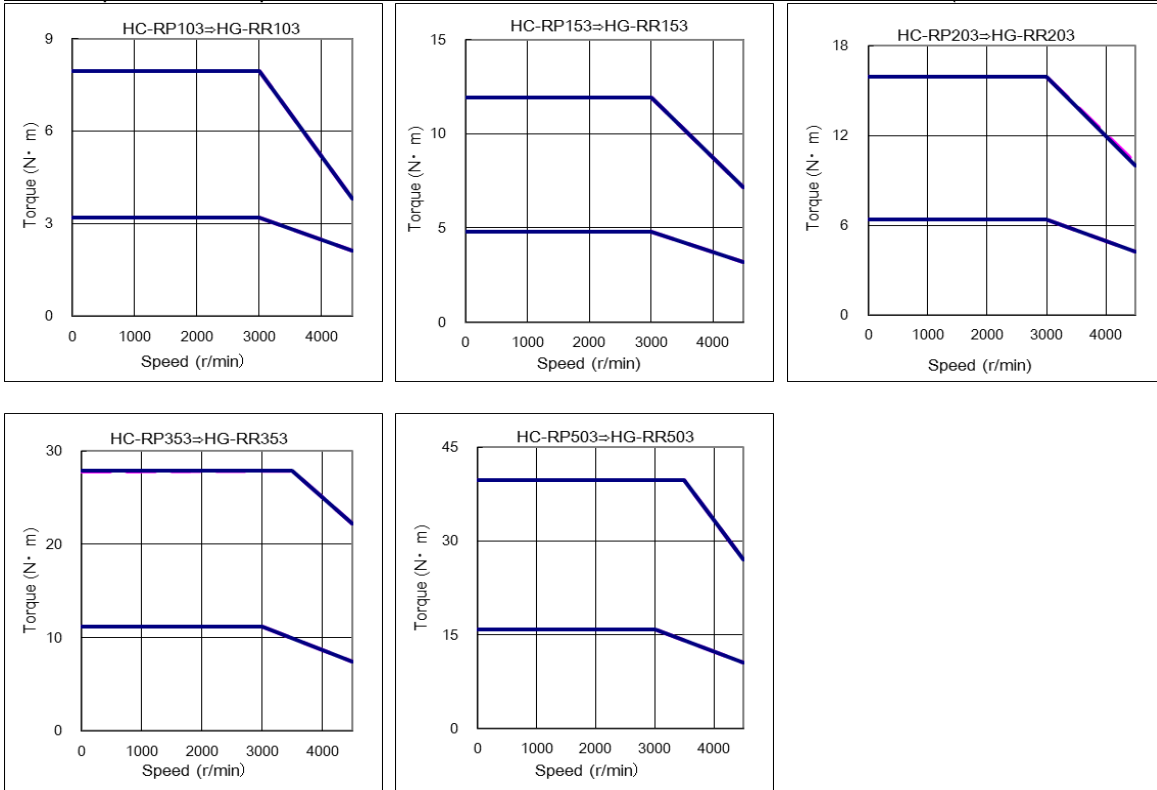 HC-RP103⇒HG-RR103
9
6
3
0
Torque (N・ m)
0 1000 2000 3000 4000
Speed (r/min)
HC-RP153⇒HG-RR153
15
10
5
0
Torque (N・ m)
0 1000 2000 3000 4000
Speed (r/min)
HC-RP203⇒HG-RR203
18
12
6
0
Torque (N・ m)
0 1000 2000 3000 4000
Speed (r/min)
HC-RP353⇒HG-RR353
30
20
10
0
Torque (N・ m)
0 1000 2000 3000 4000
Speed (r/min)
HC-RP503⇒HG-RR503
45
30
15
0
Torque (N・ m)
0 1000 2000 3000 4000
Speed (r/min)